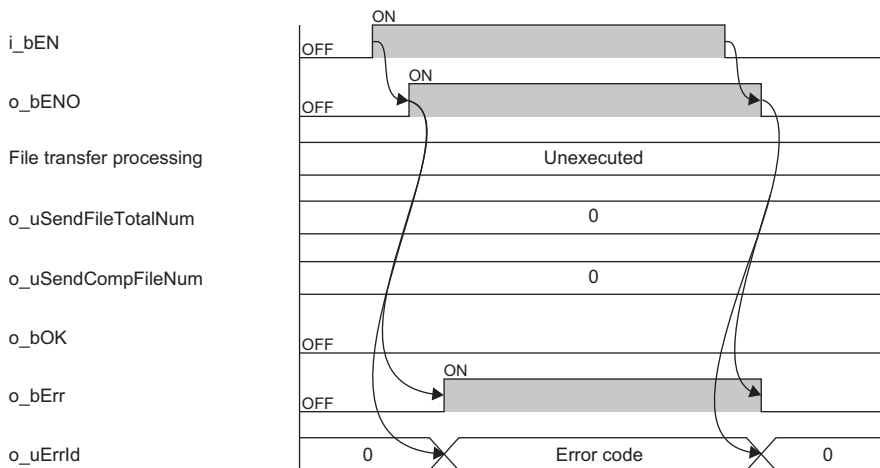 ON
i_bEN
OFF
ON
o_bENO
OFF
File transfer processing
Unexecuted
o_uSendFileTotalNum
0
o_uSendCompFileNum
0
o_bOK
OFF
ON
o_bErr
OFF
o_uErrId
0
Error code
0